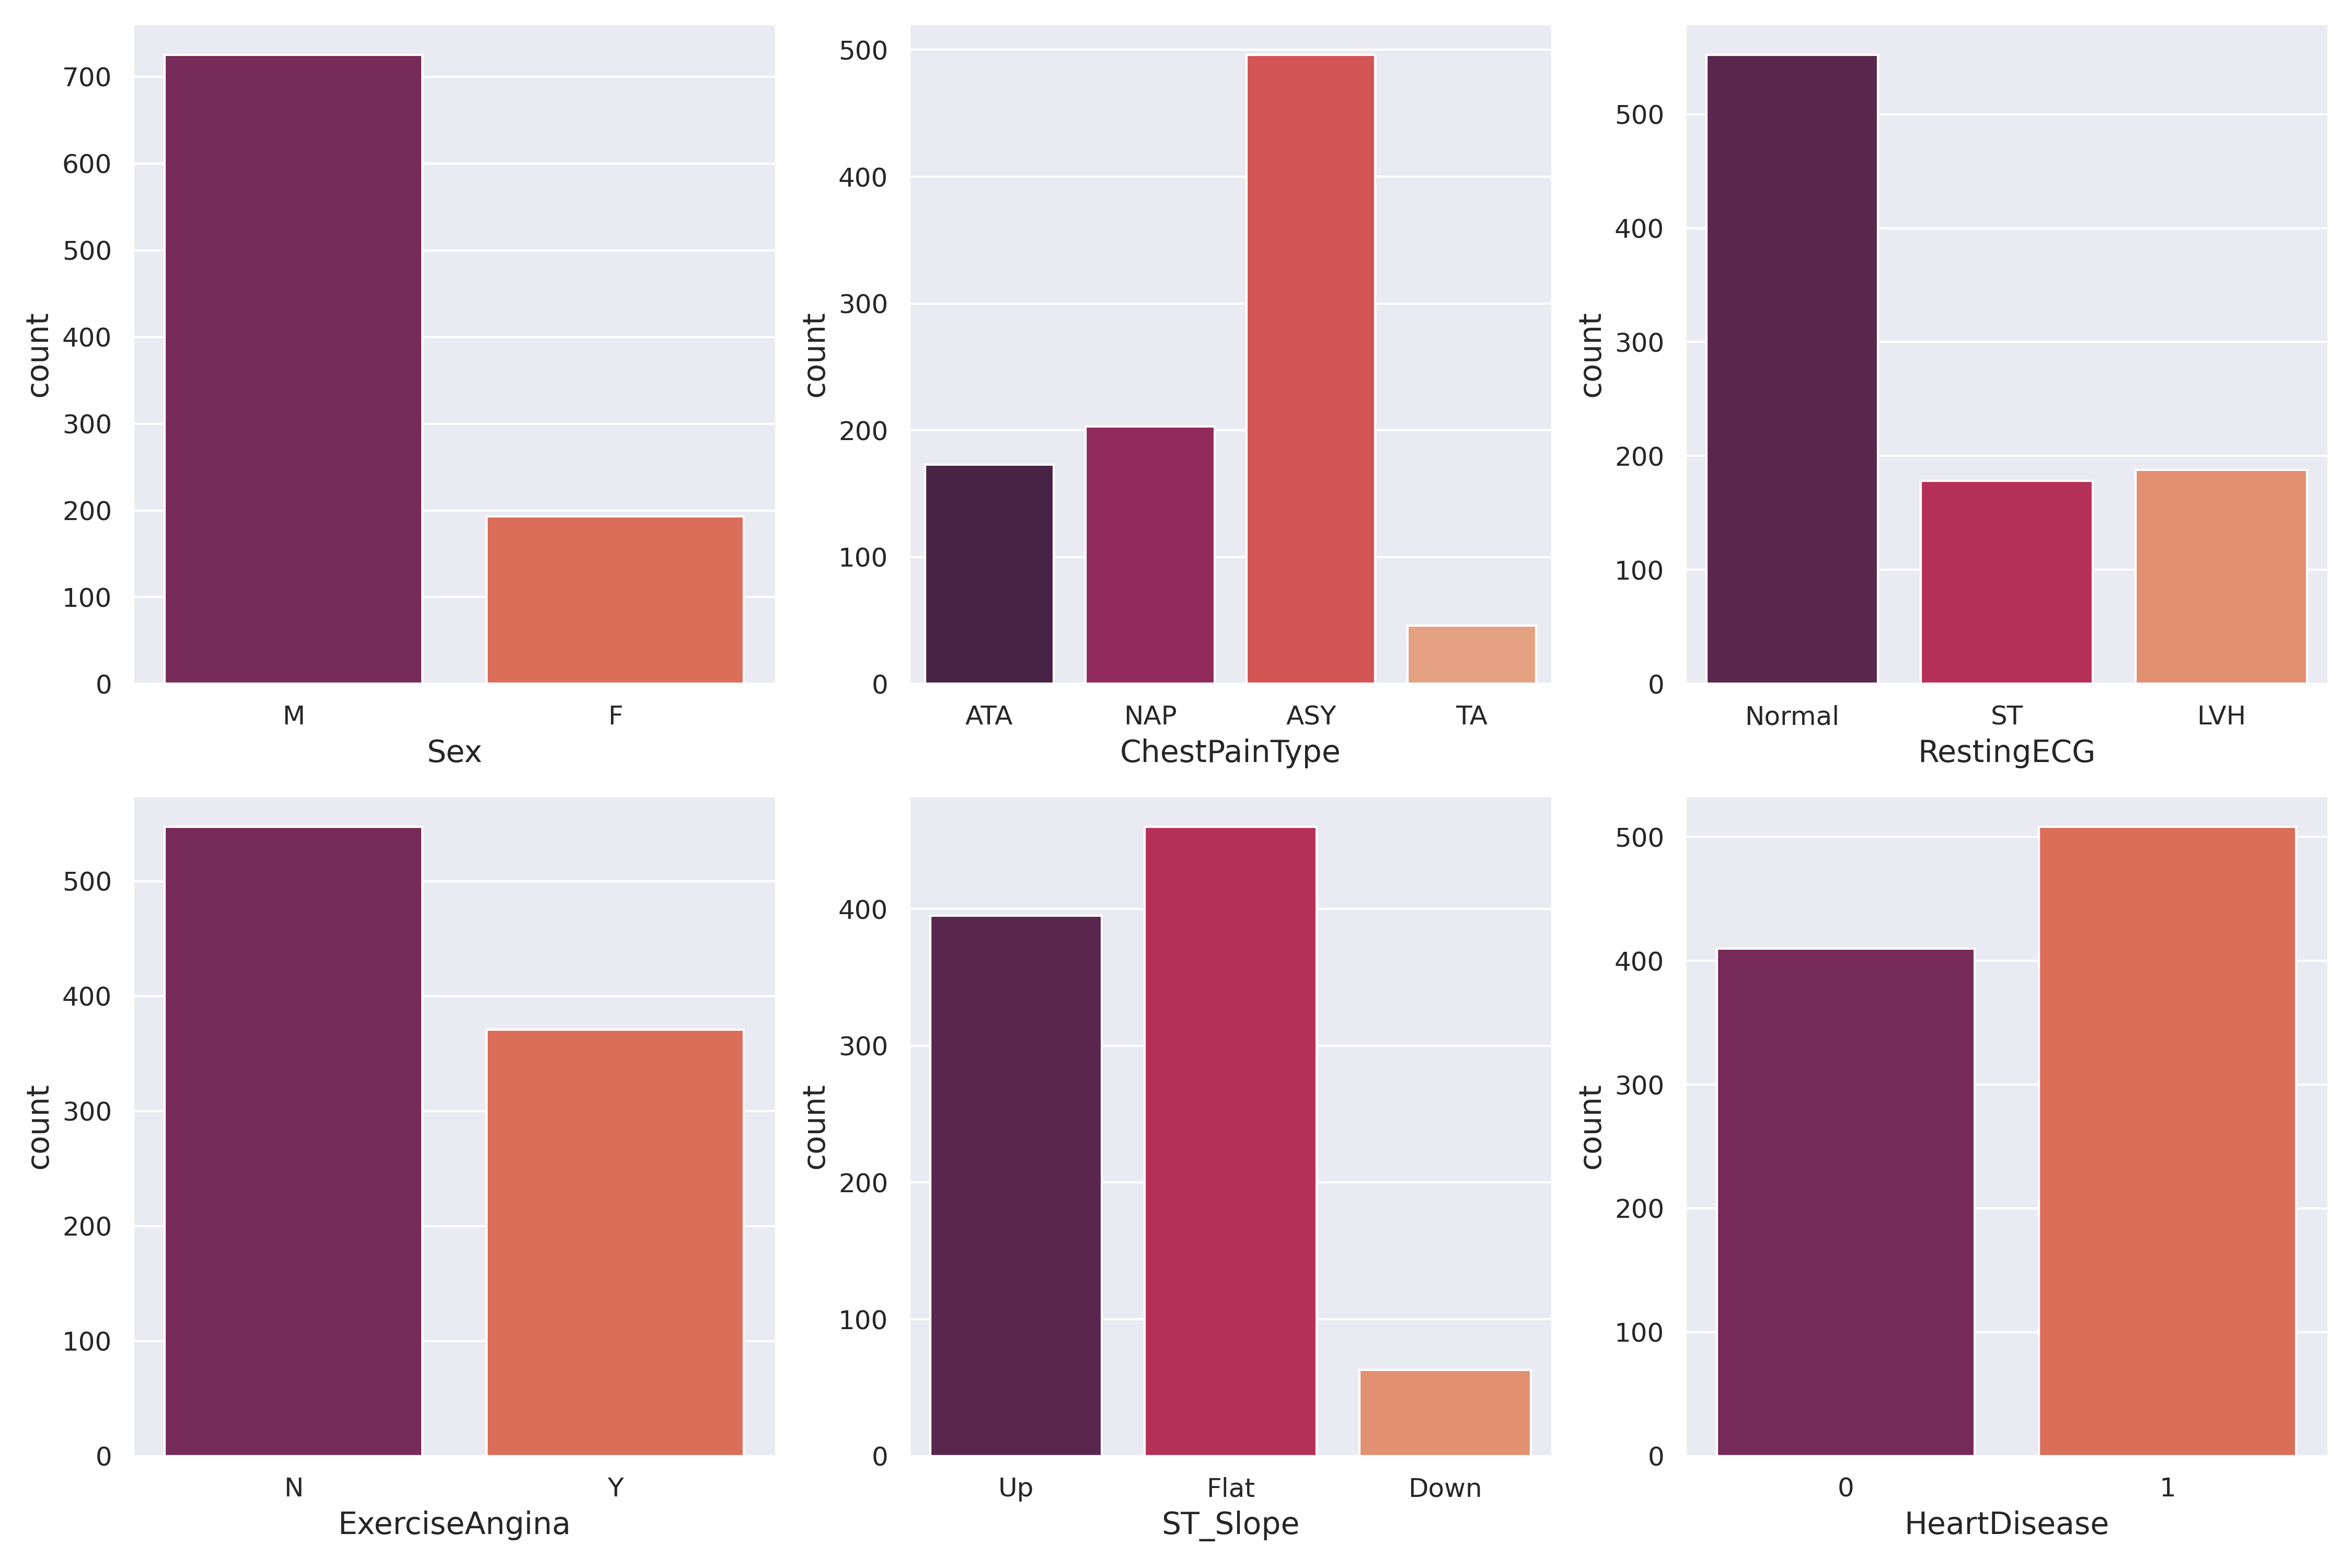 count
700
600
500
400
300
200
100
0
M F
Sex
count
500
400
300
200
100
0
ATA NAP ASY TA
ChestPainType
count
500
400
300
200
100
0
Normal ST LVH
RestingECG
count
500
400
300
200
100
0
N Y
ExerciseAngina
count
400
300
200
100
0
Up Flat Down
ST_Slope
count
500
400
300
200
100
0
0 1
HeartDisease